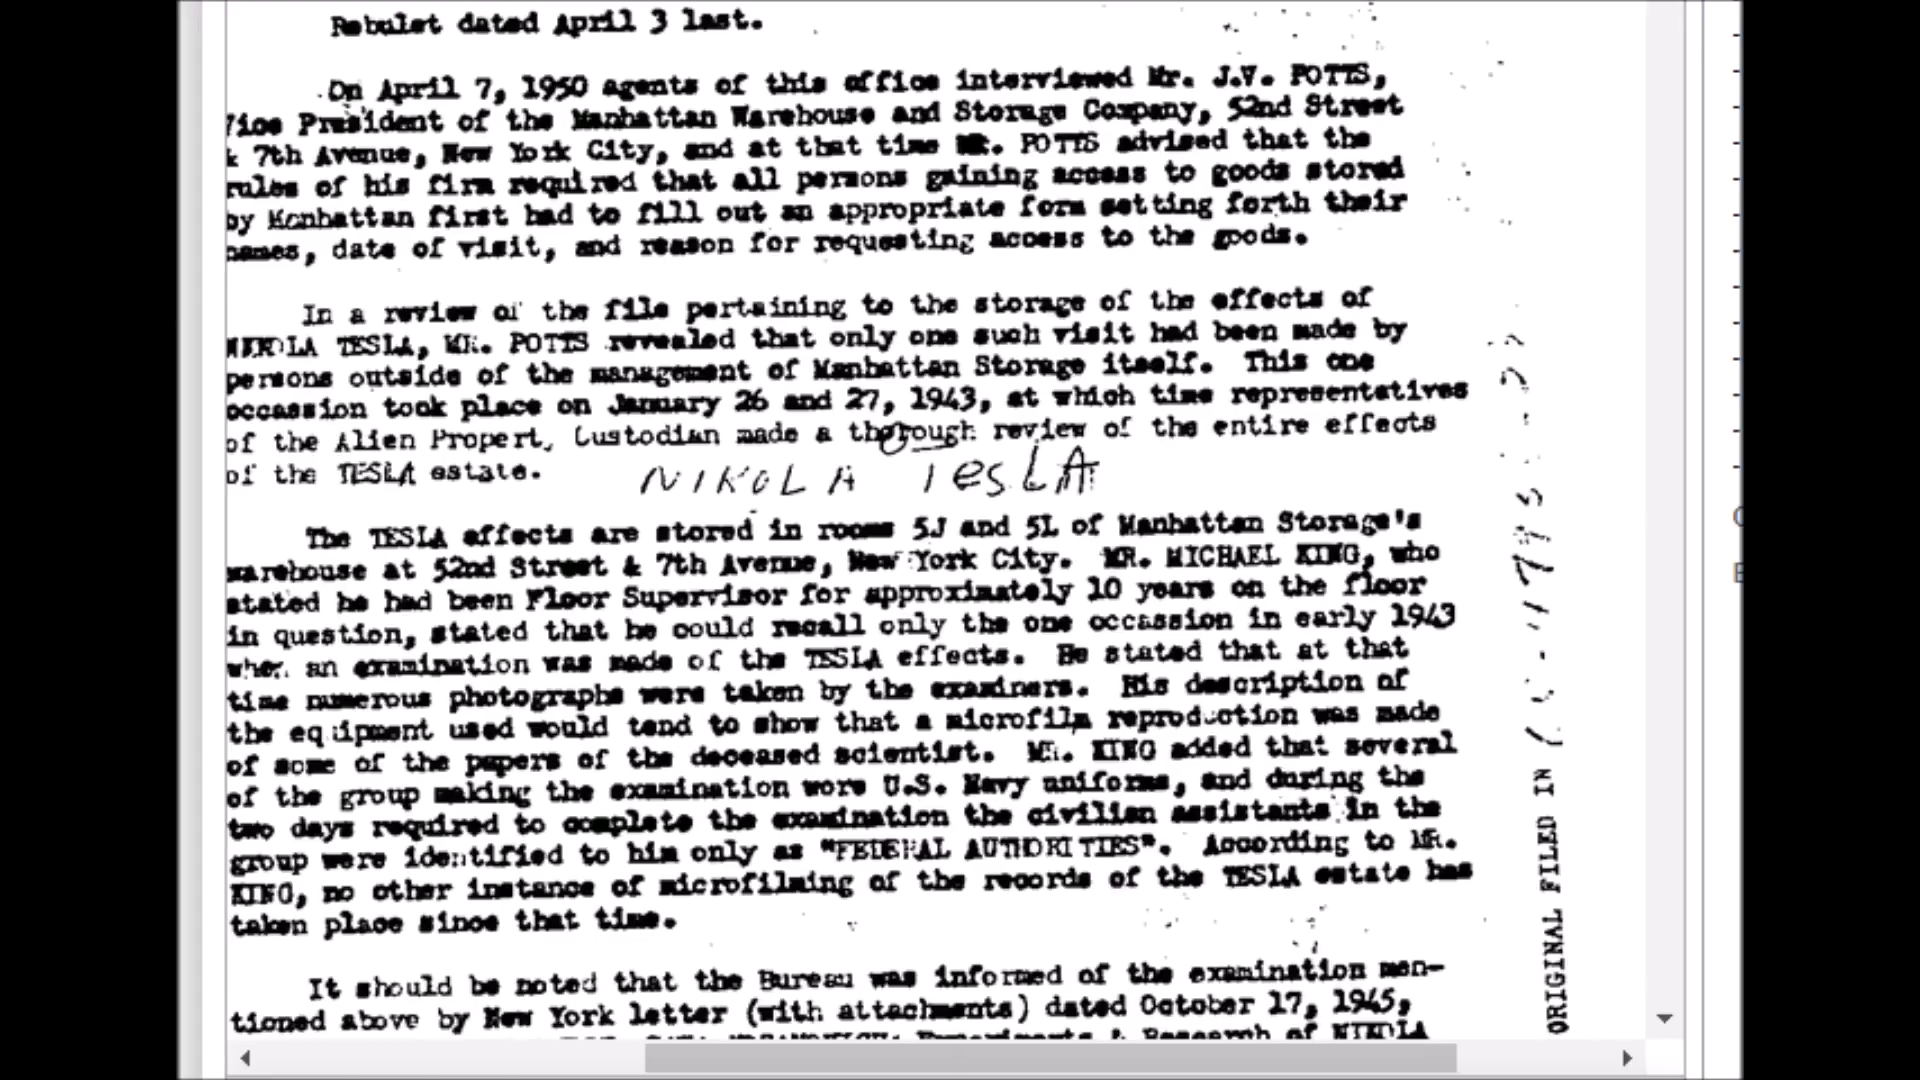 Rebulet dated April 3 last.
On April 7, 1950 agents of this office interviewed Mr. J.V. POTTS,
Vice President of the Manhattan Warehouse and Storage Company, 52nd Street
& 7th Avenue, New York City, and at that time MR. POTTS advised that the
rules of his firm required that all persons gaining access to goods stored
by Manhattan first had to fill out an appropriate form setting forth their
names, date of visit, and reason for requesting access to the goods.
In a review of the file pertaining to the storage of the effects of
NIKOLA TESLA, MR. POTTS revealed that only one such visit had been made by
persons outside of the management of Manhattan Storage itself. This one
occassion took place on January 26 and 27, 1943, at which time representatives
of the Alien Property Custodian made a thorough review of the entire effects
of the TESLA estate.
NIKOLA TESLA
The TESLA effects are stored in rooms 5J and 5L of Manhattan Storage's
warehouse at 52nd Street & 7th Avenue, New York City. MR. MICHAEL KING, who
stated he had been Floor Supervisor for approximately 10 years on the floor
in question, stated that he could recall only the one occassion in early 1943
when an examination was made of the TESLA effects. He stated that at that
time numerous photographs were taken by the examiners. His description of
the equipment used would tend to show that a microfilm reproduction was made
of some of the papers of the deceased scientist. MR. KING added that several
of the group making the examination wore U.S. Navy uniforms, and during the
two days required to complete the examination the civilian assistants in the
group were identified to him only as "FEDERAL AUTHORITIES". According to MR.
KING, no other instance of microfilming of the records of the TESLA estate has
taken place since that time.
It should be noted that the Bureau was informed of the examination men-
tioned above by New York letter (with attachments) dated October 17, 1945,
Experiments & Research of NIKOLA
ORIGINAL FILED IN